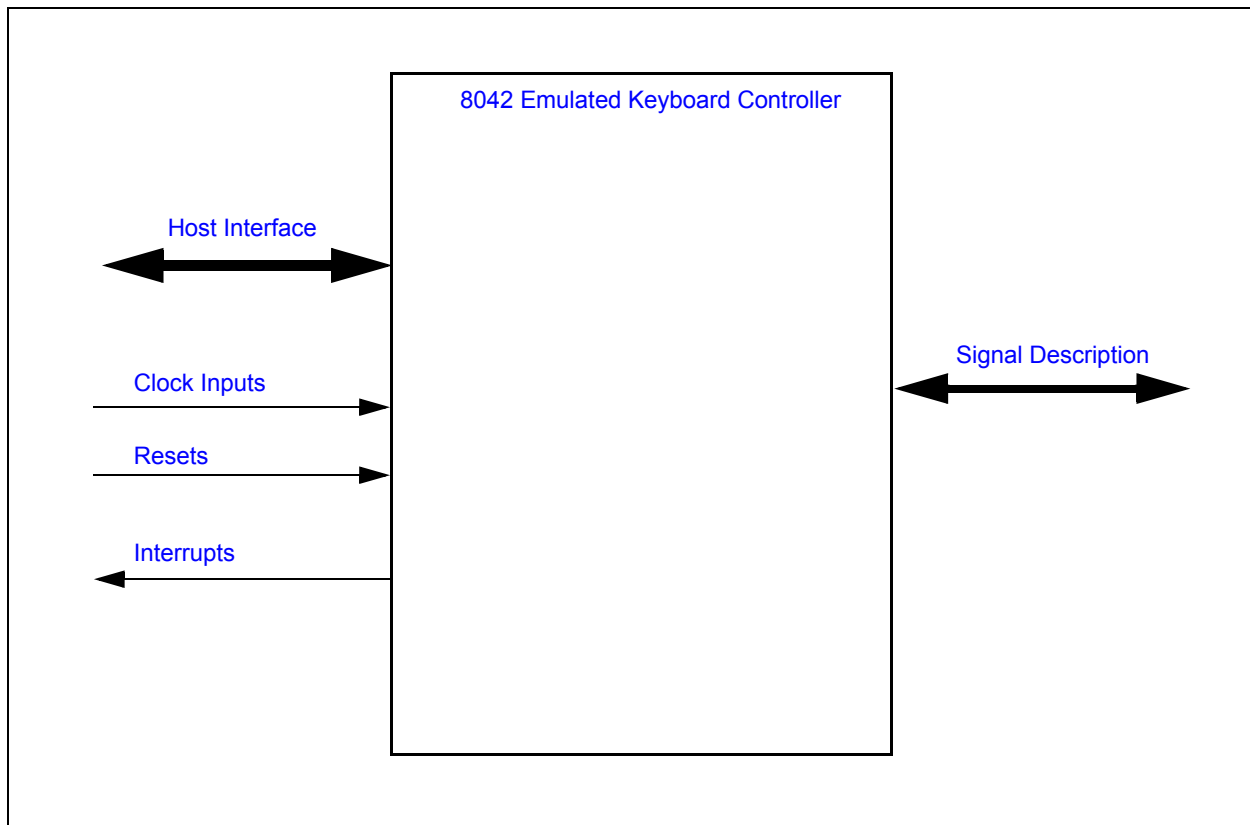 8042 Emulated Keyboard Controller
Host Interface
Signal Description
Clock Inputs
Resets
Interrupts